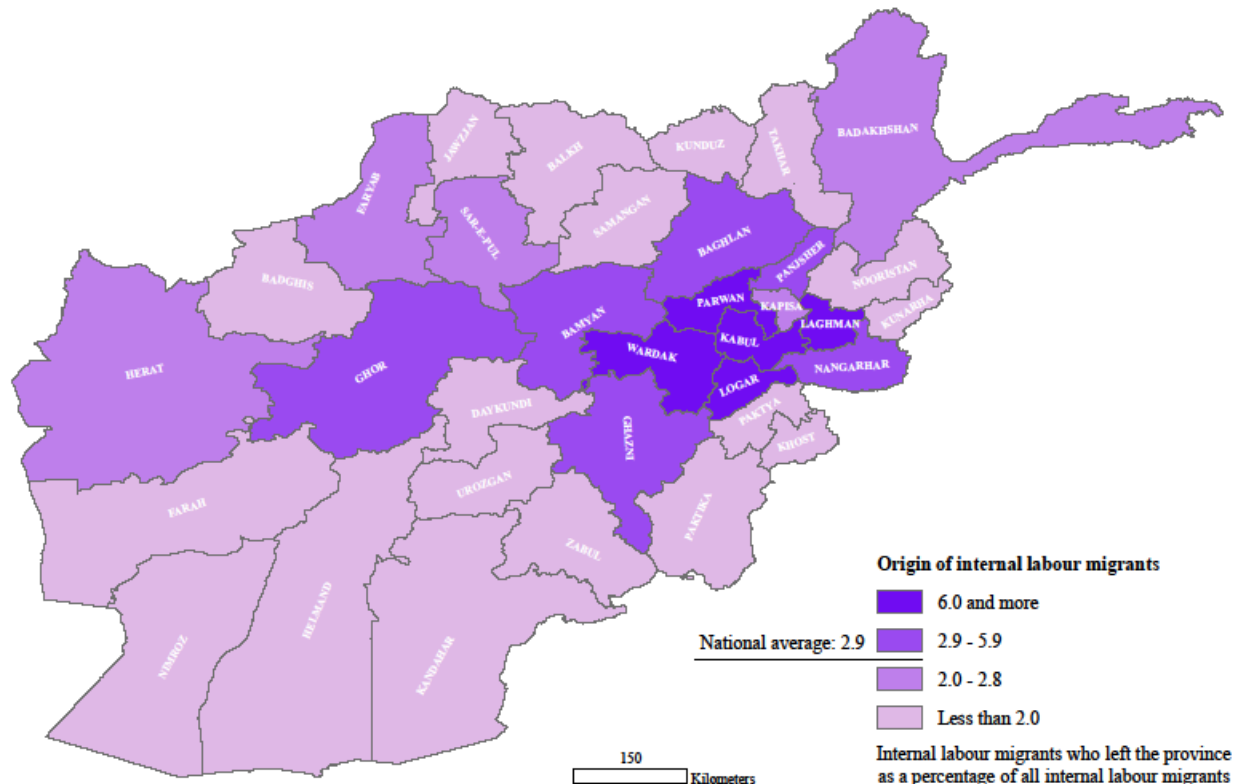 BADAKHSHAN
JAWZJAN
BALKH
KUNDUZ
TAKHAR
FARYAB
SAR-E-PUL
SAMANGAN
BAGHLAN
PANJSHER
NOORISTAN
BADGHIS
PARWAN
KAPISA
KUNARHA
BAMYAN
LAGHMAN
HERAT
GHOR
WARDAK
KABUL
NANGARHAR
LOGAR
DAYKUNDI
PAKTYA
GHAZNI
KHOST
UROZGAN
FARAH
PAKTIKA
ZABUL
HELMAND
NIMROZ
KANDAHAR
Origin of internal labour migrants
6.0 and more
National average: 2.9
2.9 - 5.9
2.0 - 2.8
Less than 2.0
150
Kilometers
Internal labour migrants who left the province
as a percentage of all internal labour migrants